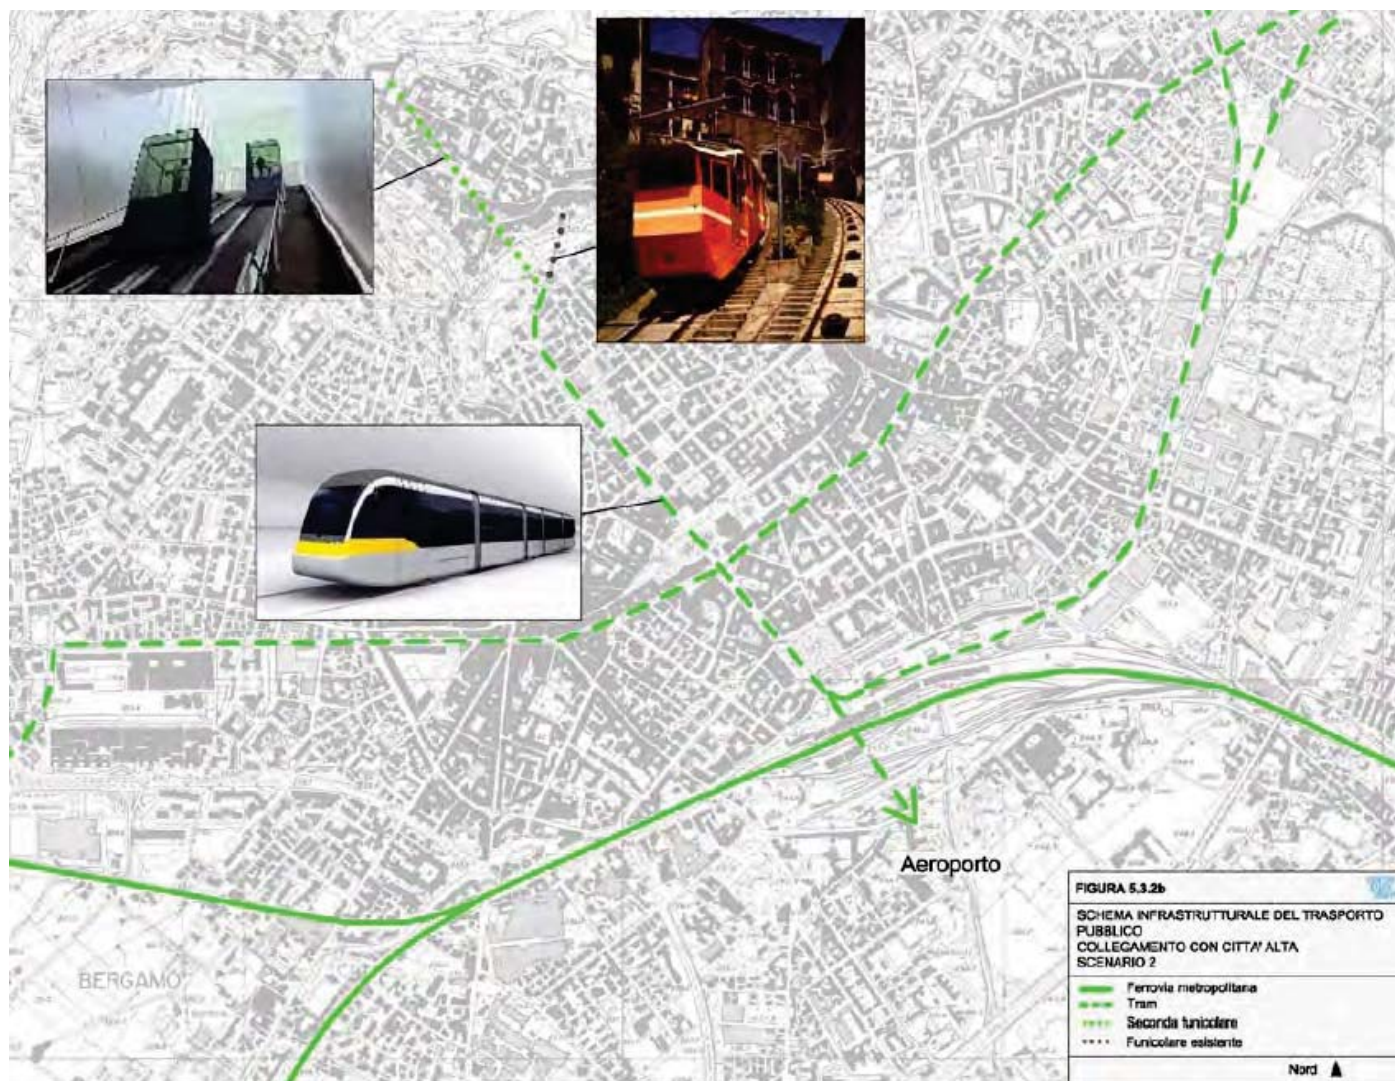 Aeroporto
BERGAMO
FIGURA 5.3.2b
SCHEMA INFRASTRUTTURALE DEL TRASPORTO
PUBBLICO
COLLEGAMENTO CON CITTA' ALTA
SCENARIO 2
Ferrovia metropolitana
Tram
Seconda funicolare
Funicolare esistente
Nord